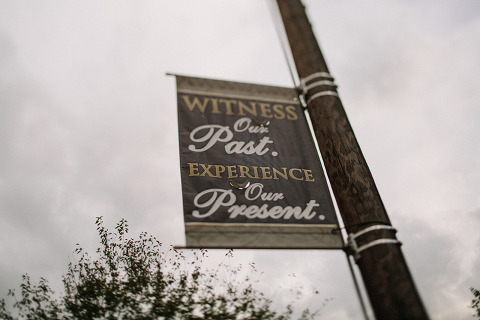 WITNESS
Our
Past.
EXPERIENCE
Our
Present.